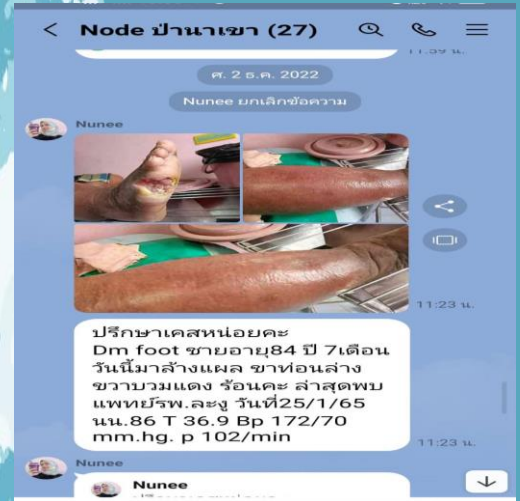 Node ป่านาเขา (27)
11:39 น.
ศ. 2 ธ.ค. 2022
Nunee ยกเลิกข้อความ
Nunee
11:23 น.
ปรึกษาเคสหน่อยคะ
Dm foot ชายอายุ84 ปี 7เดือน
วันนี้มาล้างแผล ขาท่อนล่าง
ขวาบวมแดง ร้อนคะ ล่าสุดพบ
แพทย์รพ.ละงู วันที่25/1/65
นน.86 T 36.9 Bp 172/70
mm.hg. p 102/min
11:23 น.
Nunee
Nunee